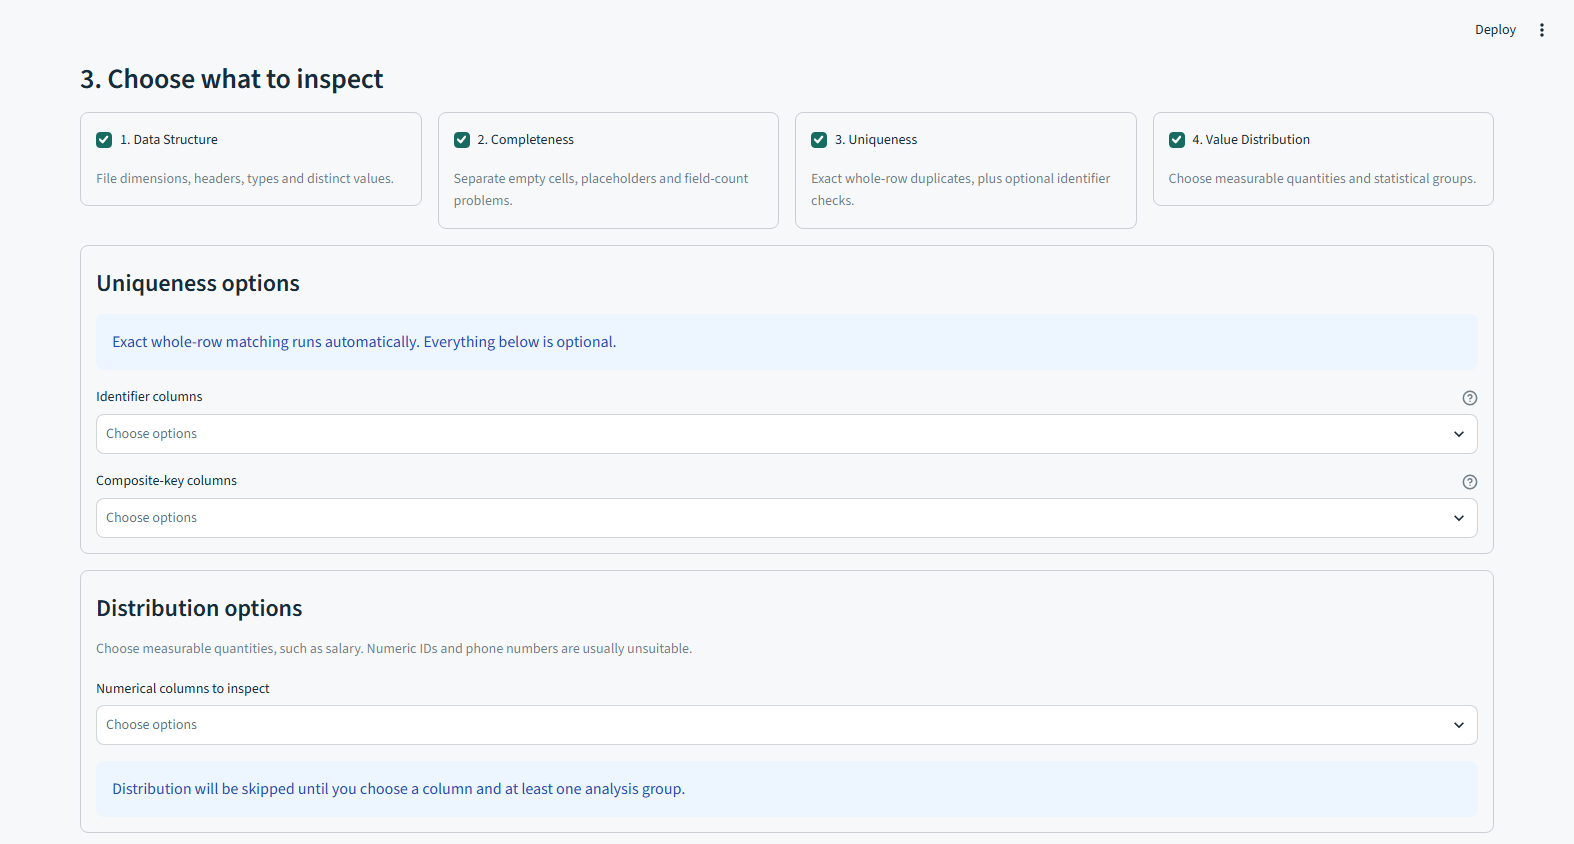 Deploy
3. Choose what to inspect
1. Data Structure
File dimensions, headers, types and distinct values.
2. Completeness
Separate empty cells, placeholders and field-count
problems.
3. Uniqueness
Exact whole-row duplicates, plus optional identifier
checks.
4. Value Distribution
Choose measurable quantities and statistical groups.
Uniqueness options
Exact whole-row matching runs automatically. Everything below is optional.
Identifier columns
Choose options
Composite-key columns
Choose options
Distribution options
Choose measurable quantities, such as salary. Numeric IDs and phone numbers are usually unsuitable.
Numerical columns to inspect
Choose options
Distribution will be skipped until you choose a column and at least one analysis group.